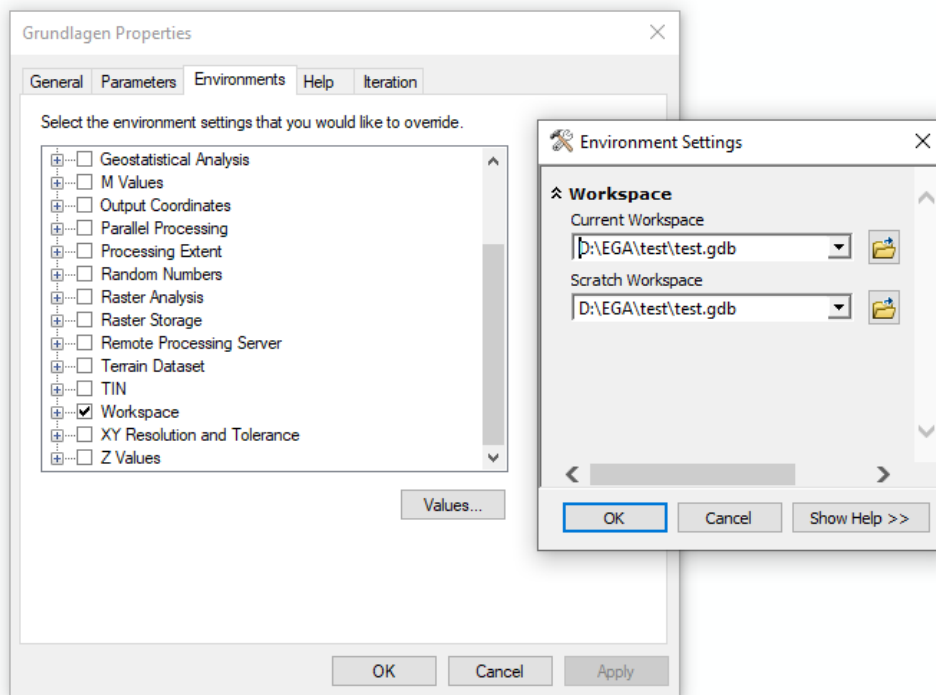 Grundlagen Properties
General Parameters Environments Help Iteration
Select the environment settings that you would like to override.
Geostatistical Analysis
M Values
Output Coordinates
Parallel Processing
Processing Extent
Random Numbers
Raster Analysis
Raster Storage
Remote Processing Server
Terrain Dataset
TIN
Workspace
XY Resolution and Tolerance
Z Values
Values...
OK Cancel Apply
Environment Settings
Workspace
Current Workspace
D:\EGA\test\test.gdb
Scratch Workspace
D:\EGA\test\test.gdb
OK Cancel Show Help >>